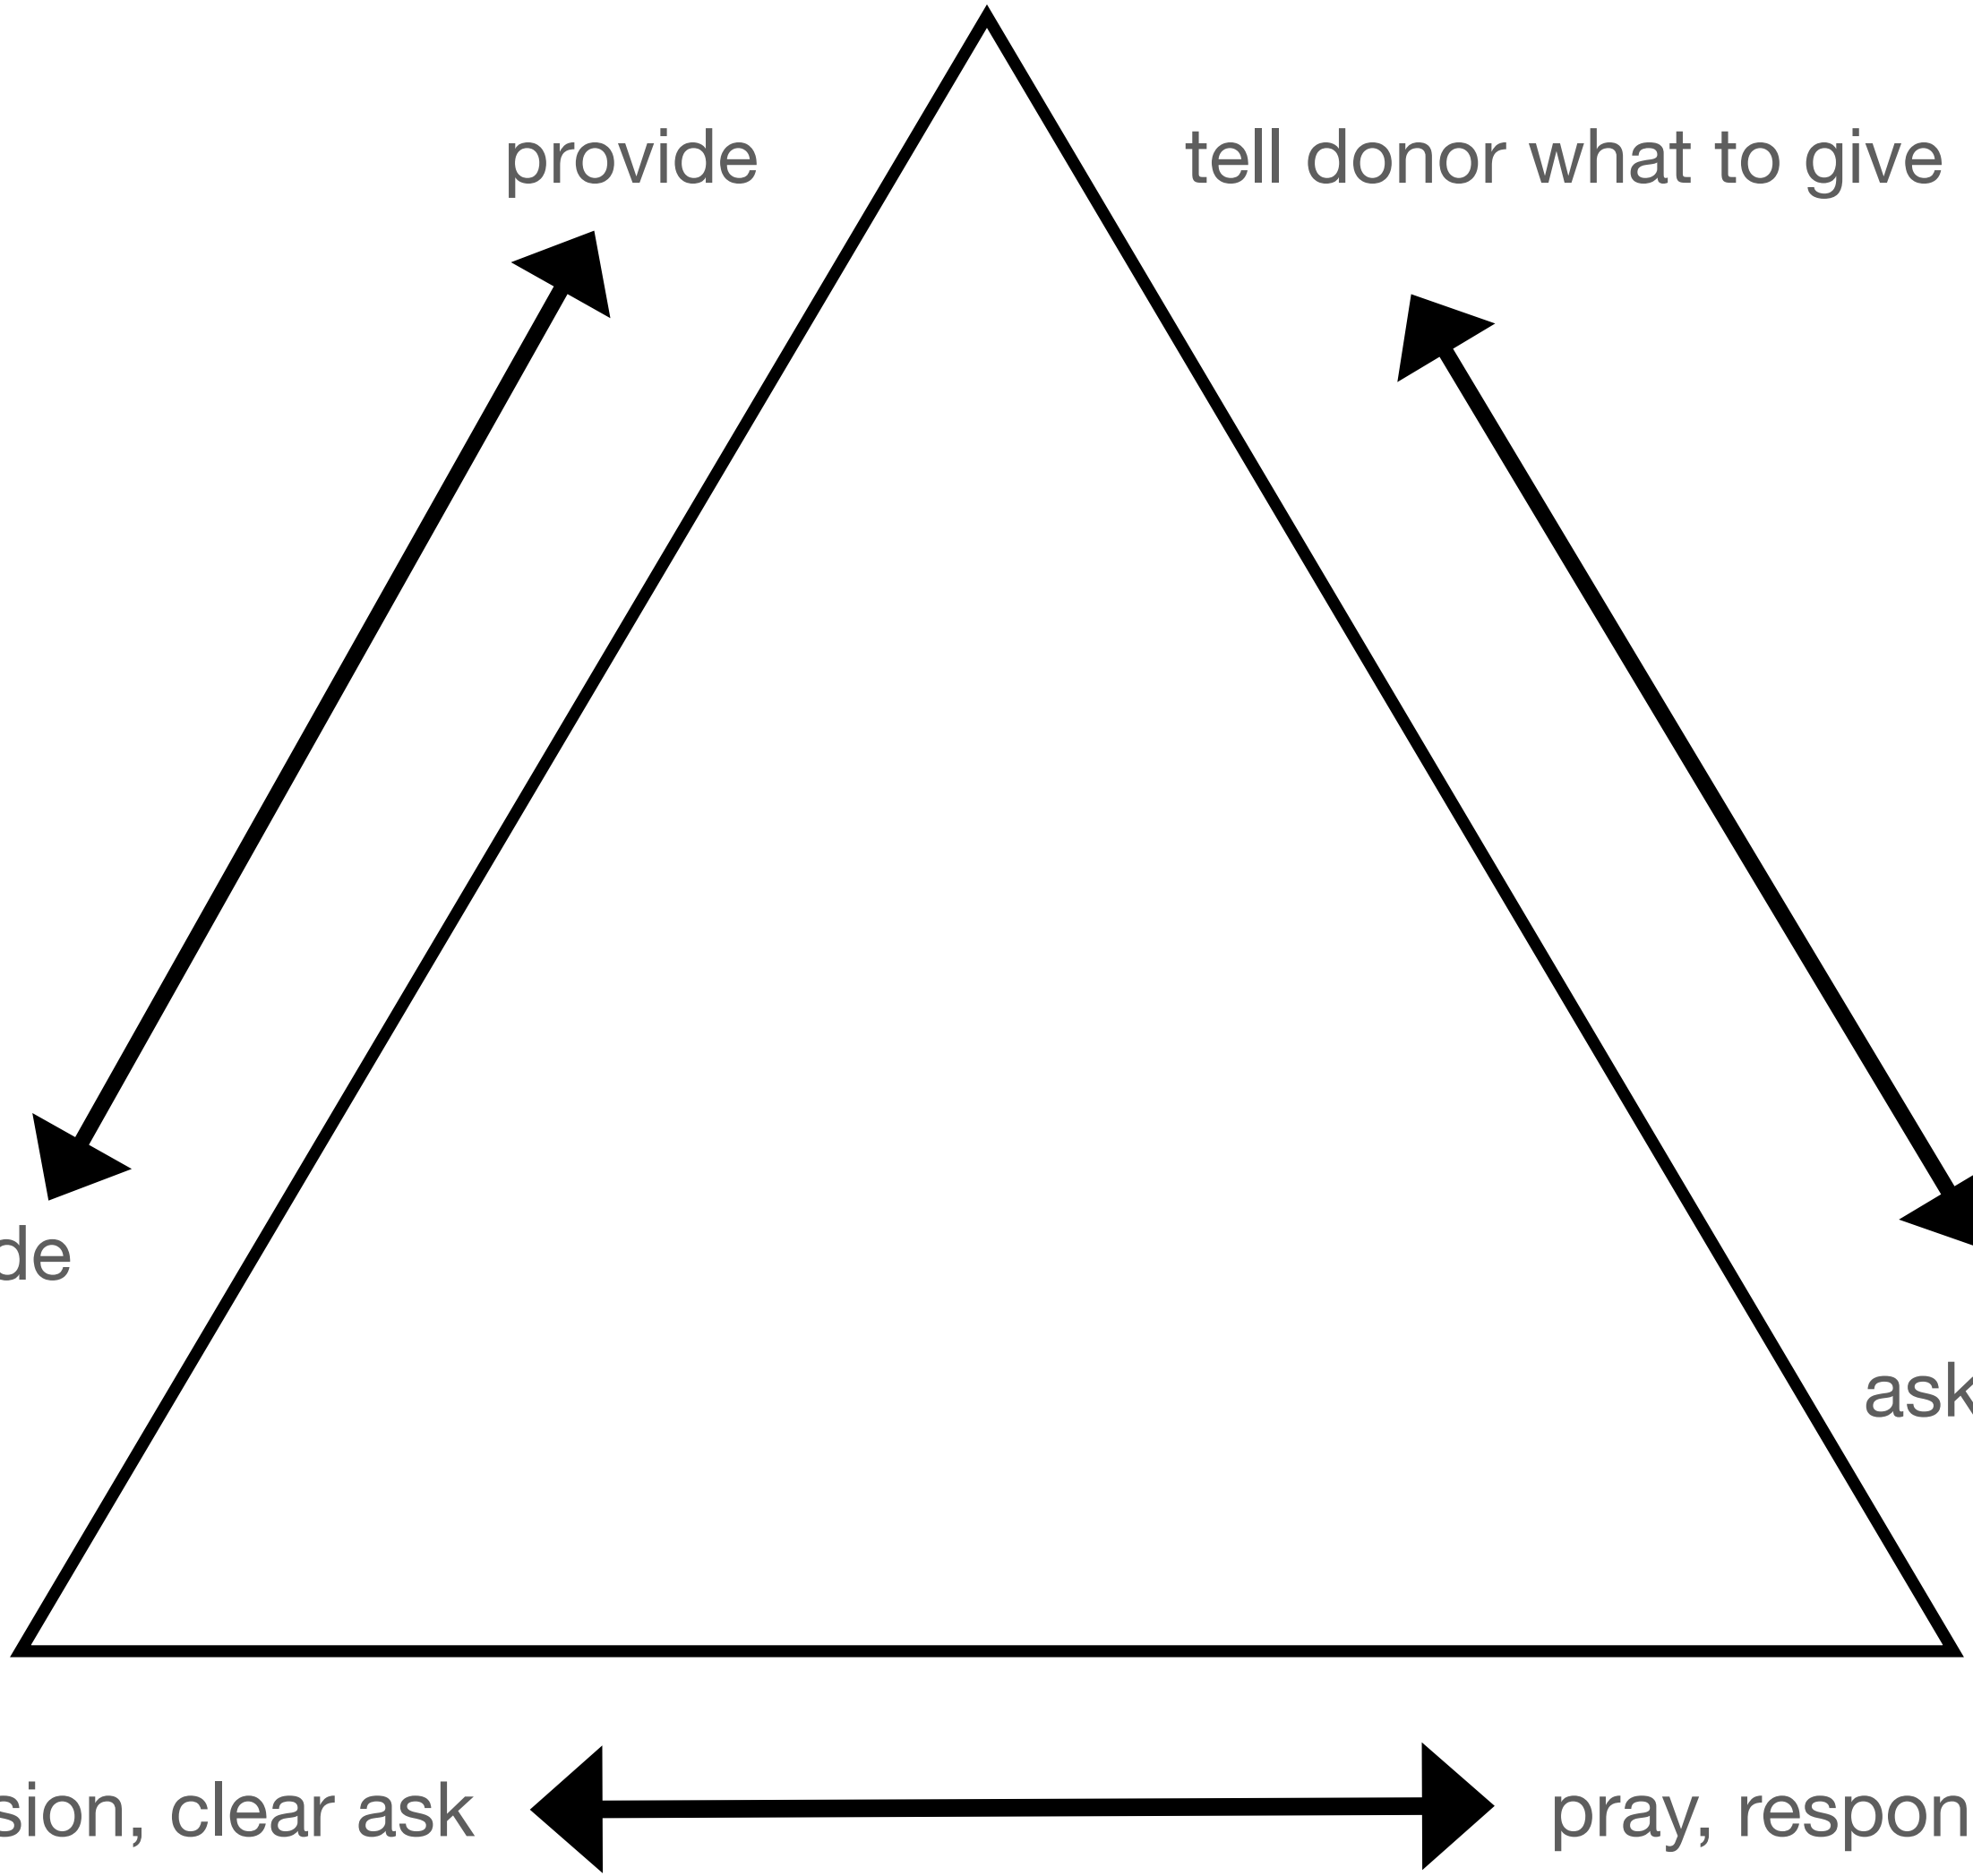 provide
tell donor what to give
de
ask
sion, clear ask
pray, respon